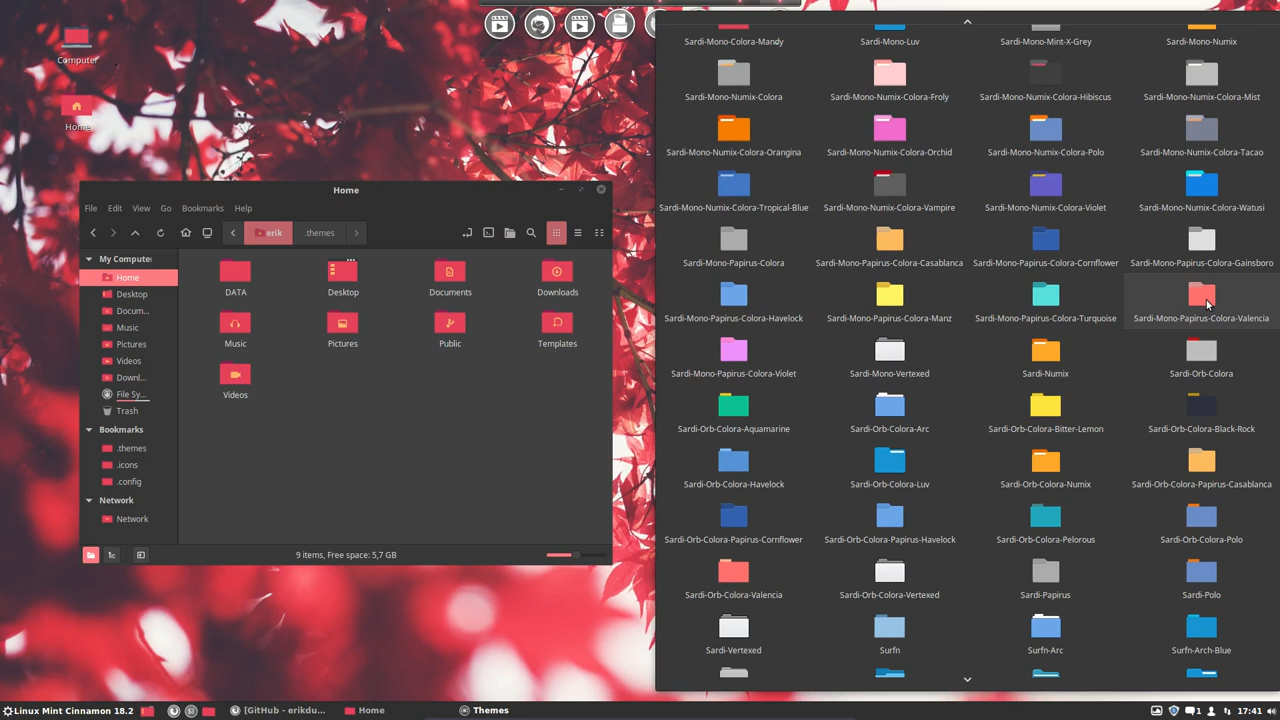 Computer
Home
Home
File Edit View Go Bookmarks Help
erik .themes
My Compute
Home
Desktop
Docum...
Music
Pictures
Videos
Downl...
File Sy...
Trash
Bookmarks
.themes
.icons
.config
Network
Network
DATA Desktop Documents Downloads
Music Pictures Public Templates
Videos
9 items, Free space: 5,7 GB
Sardi-Mono-Colora-Mandy Sardi-Mono-Luv Sardi-Mono-Mint-X-Grey Sardi-Mono-Numix
Sardi-Mono-Numix-Colora Sardi-Mono-Numix-Colora-Froly Sardi-Mono-Numix-Colora-Hibiscus Sardi-Mono-Numix-Colora-Mist
Sardi-Mono-Numix-Colora-Orangina Sardi-Mono-Numix-Colora-Orchid Sardi-Mono-Numix-Colora-Polo Sardi-Mono-Numix-Colora-Tacao
Sardi-Mono-Numix-Colora-Tropical-Blue Sardi-Mono-Numix-Colora-Vampire Sardi-Mono-Numix-Colora-Violet Sardi-Mono-Numix-Colora-Watusi
Sardi-Mono-Papirus-Colora Sardi-Mono-Papirus-Colora-Casablanca Sardi-Mono-Papirus-Colora-Cornflower Sardi-Mono-Papirus-Colora-Gainsboro
Sardi-Mono-Papirus-Colora-Havelock Sardi-Mono-Papirus-Colora-Manz Sardi-Mono-Papirus-Colora-Turquoise Sardi-Mono-Papirus-Colora-Valencia
Sardi-Mono-Papirus-Colora-Violet Sardi-Mono-Vertexed Sardi-Numix Sardi-Orb-Colora
Sardi-Orb-Colora-Aquamarine Sardi-Orb-Colora-Arc Sardi-Orb-Colora-Bitter-Lemon Sardi-Orb-Colora-Black-Rock
Sardi-Orb-Colora-Havelock Sardi-Orb-Colora-Luv Sardi-Orb-Colora-Numix Sardi-Orb-Colora-Papirus-Casablanca
Sardi-Orb-Colora-Papirus-Cornflower Sardi-Orb-Colora-Papirus-Havelock Sardi-Orb-Colora-Pelorous Sardi-Orb-Colora-Polo
Sardi-Orb-Colora-Valencia Sardi-Orb-Colora-Vertexed Sardi-Papirus Sardi-Polo
Sardi-Vertexed Surfn Surfn-Arc Surfn-Arch-Blue
Linux Mint Cinnamon 18.2 [GitHub - erikdu... Home Themes 1 17:41